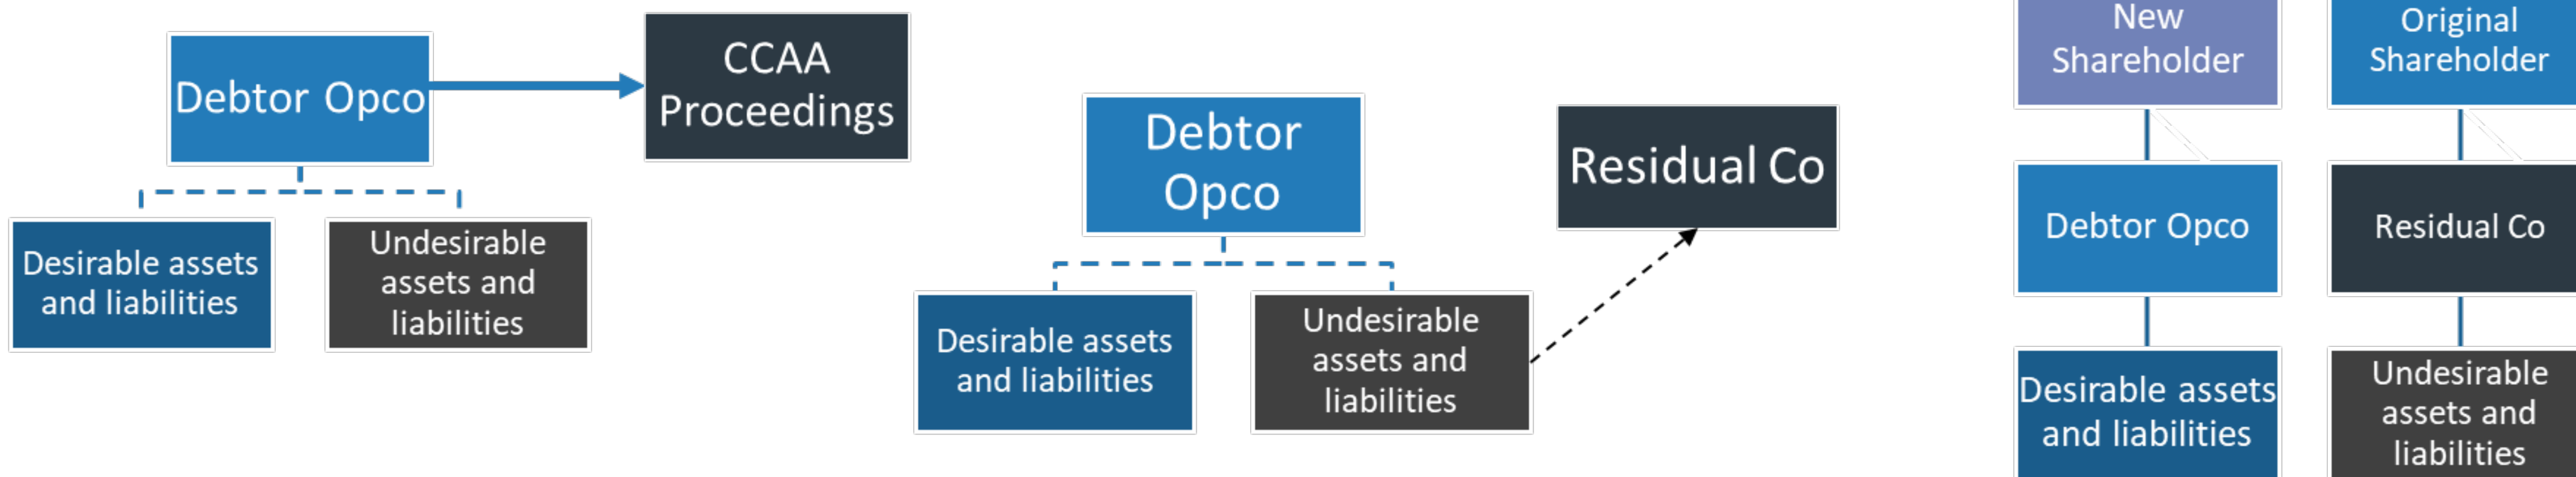 Debtor Opco
CCAA
Proceedings
Desirable assets
and liabilities
Undesirable
assets and
liabilities
Debtor
Opco
Residual Co
Desirable assets
and liabilities
Undesirable
assets and
liabilities
New
Shareholder
Original
Shareholder
Debtor Opco
Residual Co
Desirable assets
and liabilities
Undesirable
assets and
liabilities